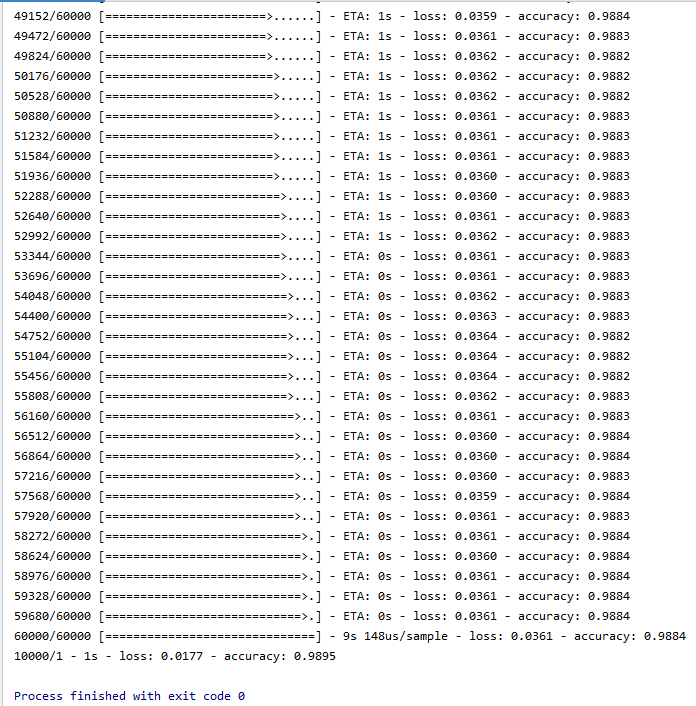 49152/60000 [=======================>......] - ETA: 1s - loss: 0.0359 - accuracy: 0.9884
49472/60000 [=======================>......] - ETA: 1s - loss: 0.0361 - accuracy: 0.9883
49824/60000 [=======================>......] - ETA: 1s - loss: 0.0362 - accuracy: 0.9882
50176/60000 [========================>.....] - ETA: 1s - loss: 0.0362 - accuracy: 0.9882
50528/60000 [========================>.....] - ETA: 1s - loss: 0.0362 - accuracy: 0.9882
50880/60000 [========================>.....] - ETA: 1s - loss: 0.0361 - accuracy: 0.9883
51232/60000 [========================>.....] - ETA: 1s - loss: 0.0361 - accuracy: 0.9883
51584/60000 [========================>.....] - ETA: 1s - loss: 0.0361 - accuracy: 0.9883
51936/60000 [========================>.....] - ETA: 1s - loss: 0.0360 - accuracy: 0.9883
52288/60000 [=========================>....] - ETA: 1s - loss: 0.0360 - accuracy: 0.9883
52640/60000 [=========================>....] - ETA: 1s - loss: 0.0361 - accuracy: 0.9883
52992/60000 [=========================>....] - ETA: 1s - loss: 0.0362 - accuracy: 0.9883
53344/60000 [=========================>....] - ETA: 0s - loss: 0.0361 - accuracy: 0.9883
53696/60000 [=========================>....] - ETA: 0s - loss: 0.0361 - accuracy: 0.9883
54048/60000 [==========================>...] - ETA: 0s - loss: 0.0362 - accuracy: 0.9883
54400/60000 [==========================>...] - ETA: 0s - loss: 0.0363 - accuracy: 0.9883
54752/60000 [==========================>...] - ETA: 0s - loss: 0.0364 - accuracy: 0.9882
55104/60000 [==========================>...] - ETA: 0s - loss: 0.0364 - accuracy: 0.9882
55456/60000 [==========================>...] - ETA: 0s - loss: 0.0364 - accuracy: 0.9882
55808/60000 [==========================>...] - ETA: 0s - loss: 0.0362 - accuracy: 0.9883
56160/60000 [===========================>..] - ETA: 0s - loss: 0.0361 - accuracy: 0.9883
56512/60000 [===========================>..] - ETA: 0s - loss: 0.0360 - accuracy: 0.9884
56864/60000 [===========================>..] - ETA: 0s - loss: 0.0360 - accuracy: 0.9884
57216/60000 [===========================>..] - ETA: 0s - loss: 0.0360 - accuracy: 0.9883
57568/60000 [===========================>..] - ETA: 0s - loss: 0.0359 - accuracy: 0.9884
57920/60000 [===========================>..] - ETA: 0s - loss: 0.0361 - accuracy: 0.9883
58272/60000 [============================>.] - ETA: 0s - loss: 0.0361 - accuracy: 0.9884
58624/60000 [============================>.] - ETA: 0s - loss: 0.0360 - accuracy: 0.9884
58976/60000 [============================>.] - ETA: 0s - loss: 0.0361 - accuracy: 0.9884
59328/60000 [============================>.] - ETA: 0s - loss: 0.0361 - accuracy: 0.9884
59680/60000 [============================>.] - ETA: 0s - loss: 0.0361 - accuracy: 0.9884
60000/60000 [==============================] - 9s 148us/sample - loss: 0.0361 - accuracy: 0.9884
10000/1 - 1s - loss: 0.0177 - accuracy: 0.9895
Process finished with exit code 0